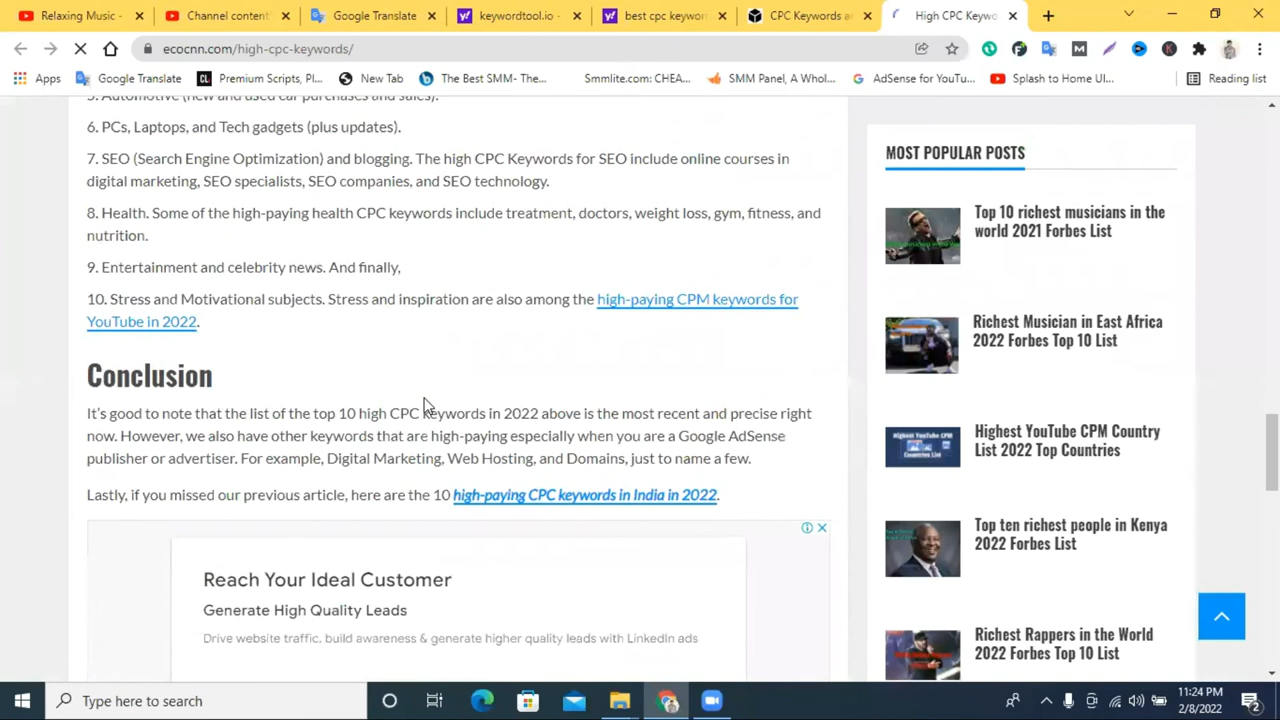 Relaxing Music -
Channel content
Google Translate
keywordtool.io -
best cpc keywor
CPC Keywords a
High CPC Keywo
ecocnn.com/high-cpc-keywords/
Apps
Google Translate
Premium Scripts, Pl...
New Tab
The Best SMM- The...
Smmlite.com: CHEA...
SMM Panel, A Whol...
AdSense for YouTu...
Splash to Home UI...
Reading list
5. Automotive (new and used car purchases and sales).
6. PCs, Laptops, and Tech gadgets (plus updates).
7. SEO (Search Engine Optimization) and blogging. The high CPC Keywords for SEO include online courses in
digital marketing, SEO specialists, SEO companies, and SEO technology.
8. Health. Some of the high-paying health CPC keywords include treatment, doctors, weight loss, gym, fitness, and
nutrition.
9. Entertainment and celebrity news. And finally,
10. Stress and Motivational subjects. Stress and inspiration are also among the high-paying CPM keywords for
YouTube in 2022.
Conclusion
It's good to note that the list of the top 10 high CPC Keywords in 2022 above is the most recent and precise right
now. However, we also have other keywords that are high-paying especially when you are a Google AdSense
publisher or advertiser. For example, Digital Marketing, Web Hosting, and Domains, just to name a few.
Lastly, if you missed our previous article, here are the 10 high-paying CPC keywords in India in 2022.
Reach Your Ideal Customer
Generate High Quality Leads
Drive website traffic, build awareness & generate higher quality leads with LinkedIn ads
MOST POPULAR POSTS
Top 10 richest musicians in the
world 2021 Forbes List
Richest Musician in East Africa
2022 Forbes Top 10 List
Highest YouTube CPM Country
List 2022 Top Countries
Top ten richest people in Kenya
2022 Forbes List
Richest Rappers in the World
2022 Forbes Top 10 List
Type here to search
11:24 PM
2/8/2022
2